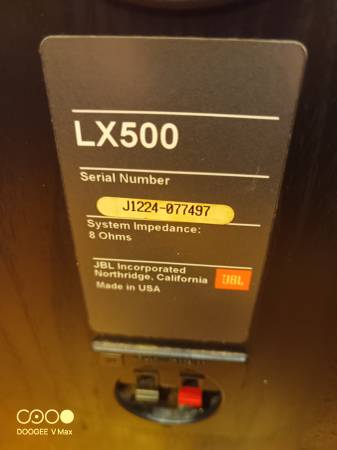 LX500
Serial Number
J1224-077497
System Impedance:
8 Ohms
JBL Incorporated
Northridge, California
Made in USA
JBL
DOOGEE V Max